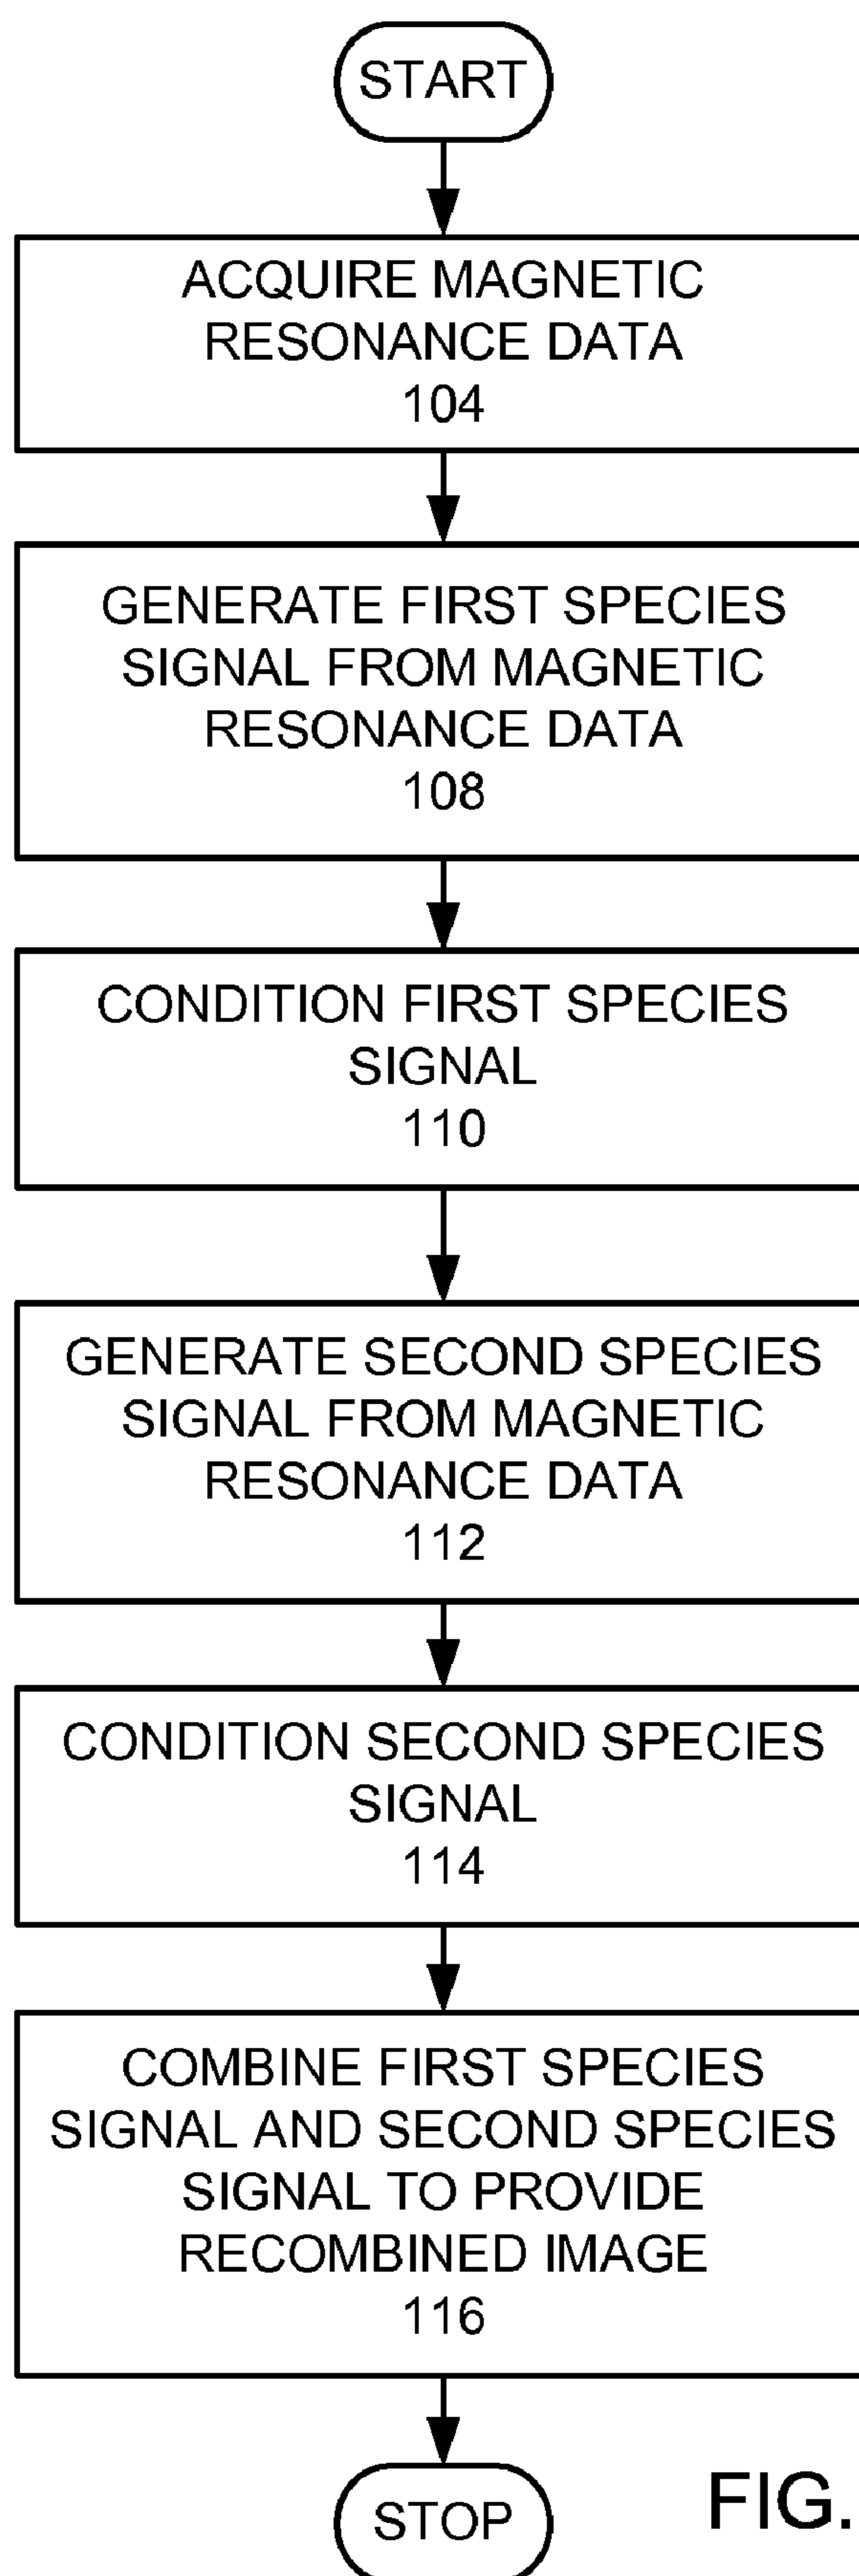 START
ACQUIRE MAGNETIC
RESONANCE DATA
104
GENERATE FIRST SPECIES
SIGNAL FROM MAGNETIC
RESONANCE DATA
108
CONDITION FIRST SPECIES
SIGNAL
110
GENERATE SECOND SPECIES
SIGNAL FROM MAGNETIC
RESONANCE DATA
112
CONDITION SECOND SPECIES
SIGNAL
114
COMBINE FIRST SPECIES
SIGNAL AND SECOND SPECIES
SIGNAL TO PROVIDE
RECOMBINED IMAGE
116
STOP
FIG.